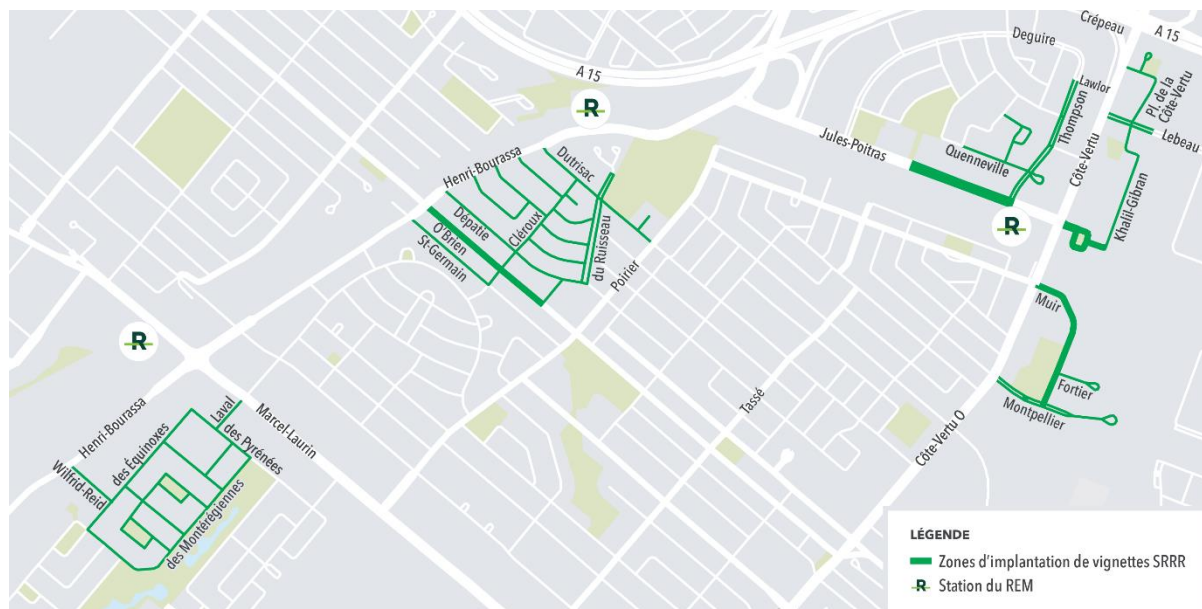 Crépeau
A 15
Deguire
A 15
Lawlor
Pl. de la
Côte-Vertu
Thompson
Lebeau
Jules-Poitras
Quenneville
Côte-Vertu
Khalil-Gibran
R
Henri-Bourassa
Dutrisac
Dépatie
Cléroux
O'Brien
St-Germain
du Ruisseau
Poirier
R
Muir
Fortier
Montpellier
R
Tassé
Côte-Vertu O
Henri-Bourassa
Marcel-Laurin
Laval
des Pyrénées
des Équinoxes
Wilfrid-Reid
des Montérégiennes
LÉGENDE
Zones d'implantation de vignettes SRRR
R Station du REM